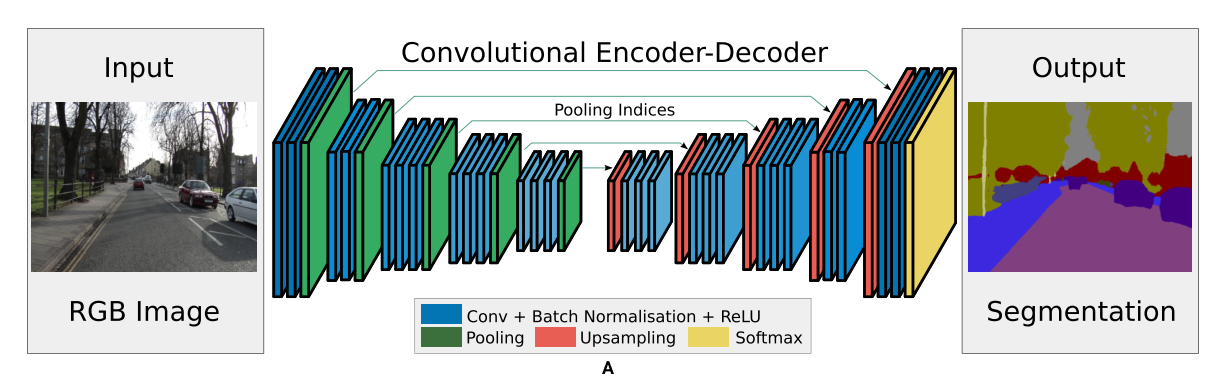 Input
RGB Image
Convolutional Encoder-Decoder
Pooling Indices
Conv + Batch Normalisation + ReLU
Pooling
Upsampling
Softmax
Output
Segmentation
A